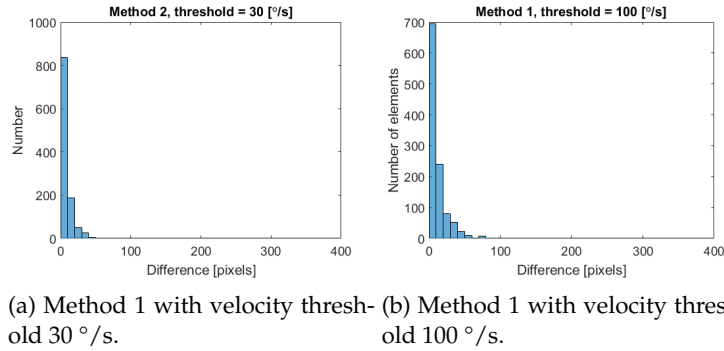 Method 2, threshold = 30 [°/s]
1000
800
600
400
200
0
Number
0 100 200 300 400
Difference [pixels]
Method 1, threshold = 100 [°/s]
700
600
500
400
300
200
100
0
Number of elements
0 100 200 300 400
Difference [pixels]
(a) Method 1 with velocity thresh-
old 30 °/s.
(b) Method 1 with velocity thres
old 100 °/s.